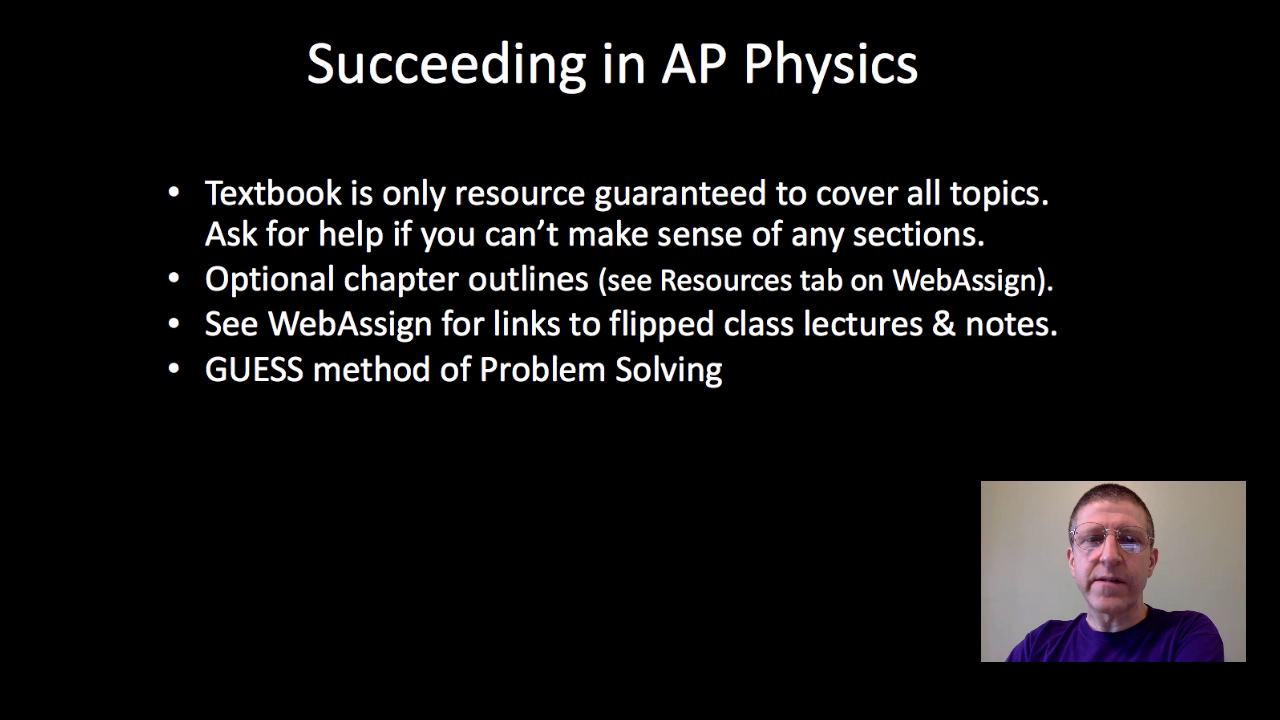 Succeeding in AP Physics
• Textbook is only resource guaranteed to cover all topics.
Ask for help if you can’t make sense of any sections.
• Optional chapter outlines (see Resources tab on WebAssign).
• See WebAssign for links to flipped class lectures & notes.
• GUESS method of Problem Solving